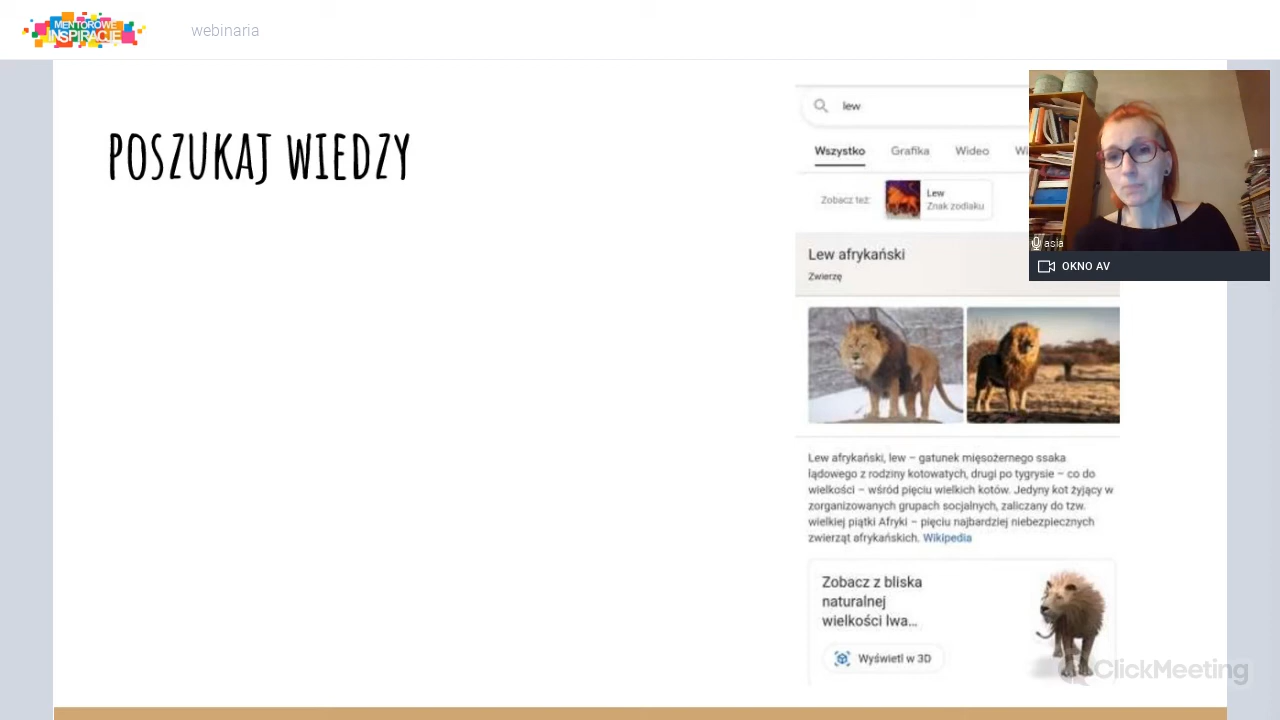 MENTOROWE
INSPIRACJE
webinaria
POSZUKAJ WIEDZY
lew
Wszystko Grafika Wideo
Zobacz też:
Lew
Znak zodiaku
Lew afrykański
Zwierzę
Lew afrykański, lew – gatunek mięsożernego ssaka
lądowego z rodziny kotowatych, drugi po tygrysie – co do
wielkości – wśród pięciu wielkich kotów. Jedyny kot żyjący w
zorganizowanych grupach socjalnych, zaliczany do tzw.
wielkiej piątki Afryki – pięciu najbardziej niebezpiecznych
zwierząt afrykańskich. Wikipedia
Zobacz z bliska
naturalnej
wielkości lwa...
Wyświetl w 3D
asia
OKNO AV
ClickMeeting